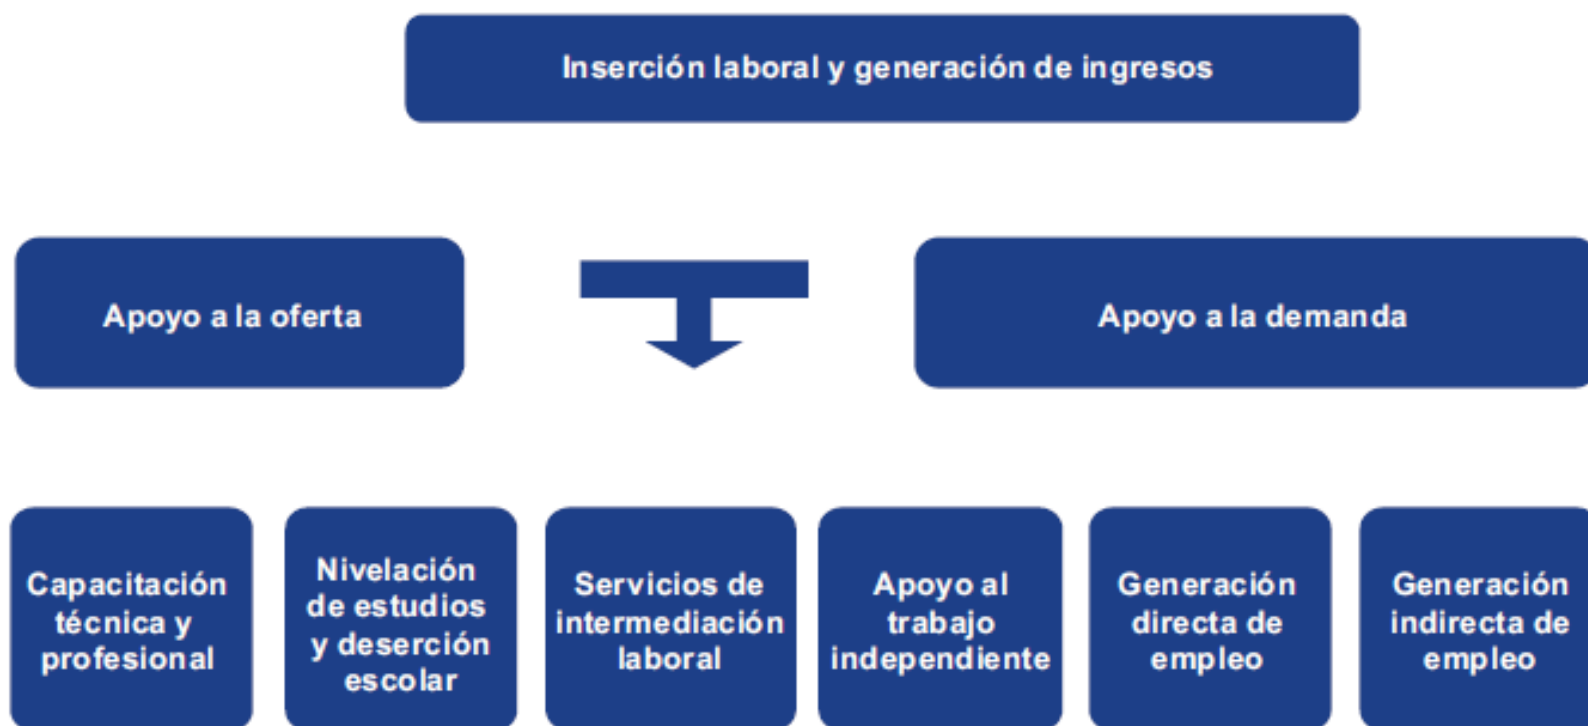 Inserción laboral y generación de ingresos
Apoyo a la oferta
Apoyo a la demanda
Capacitación
técnica y
profesional
Nivelación
de estudios
y deserción
escolar
Servicios de
intermediación
laboral
Apoyo al
trabajo
independiente
Generación
directa de
empleo
Generación
indirecta de
empleo